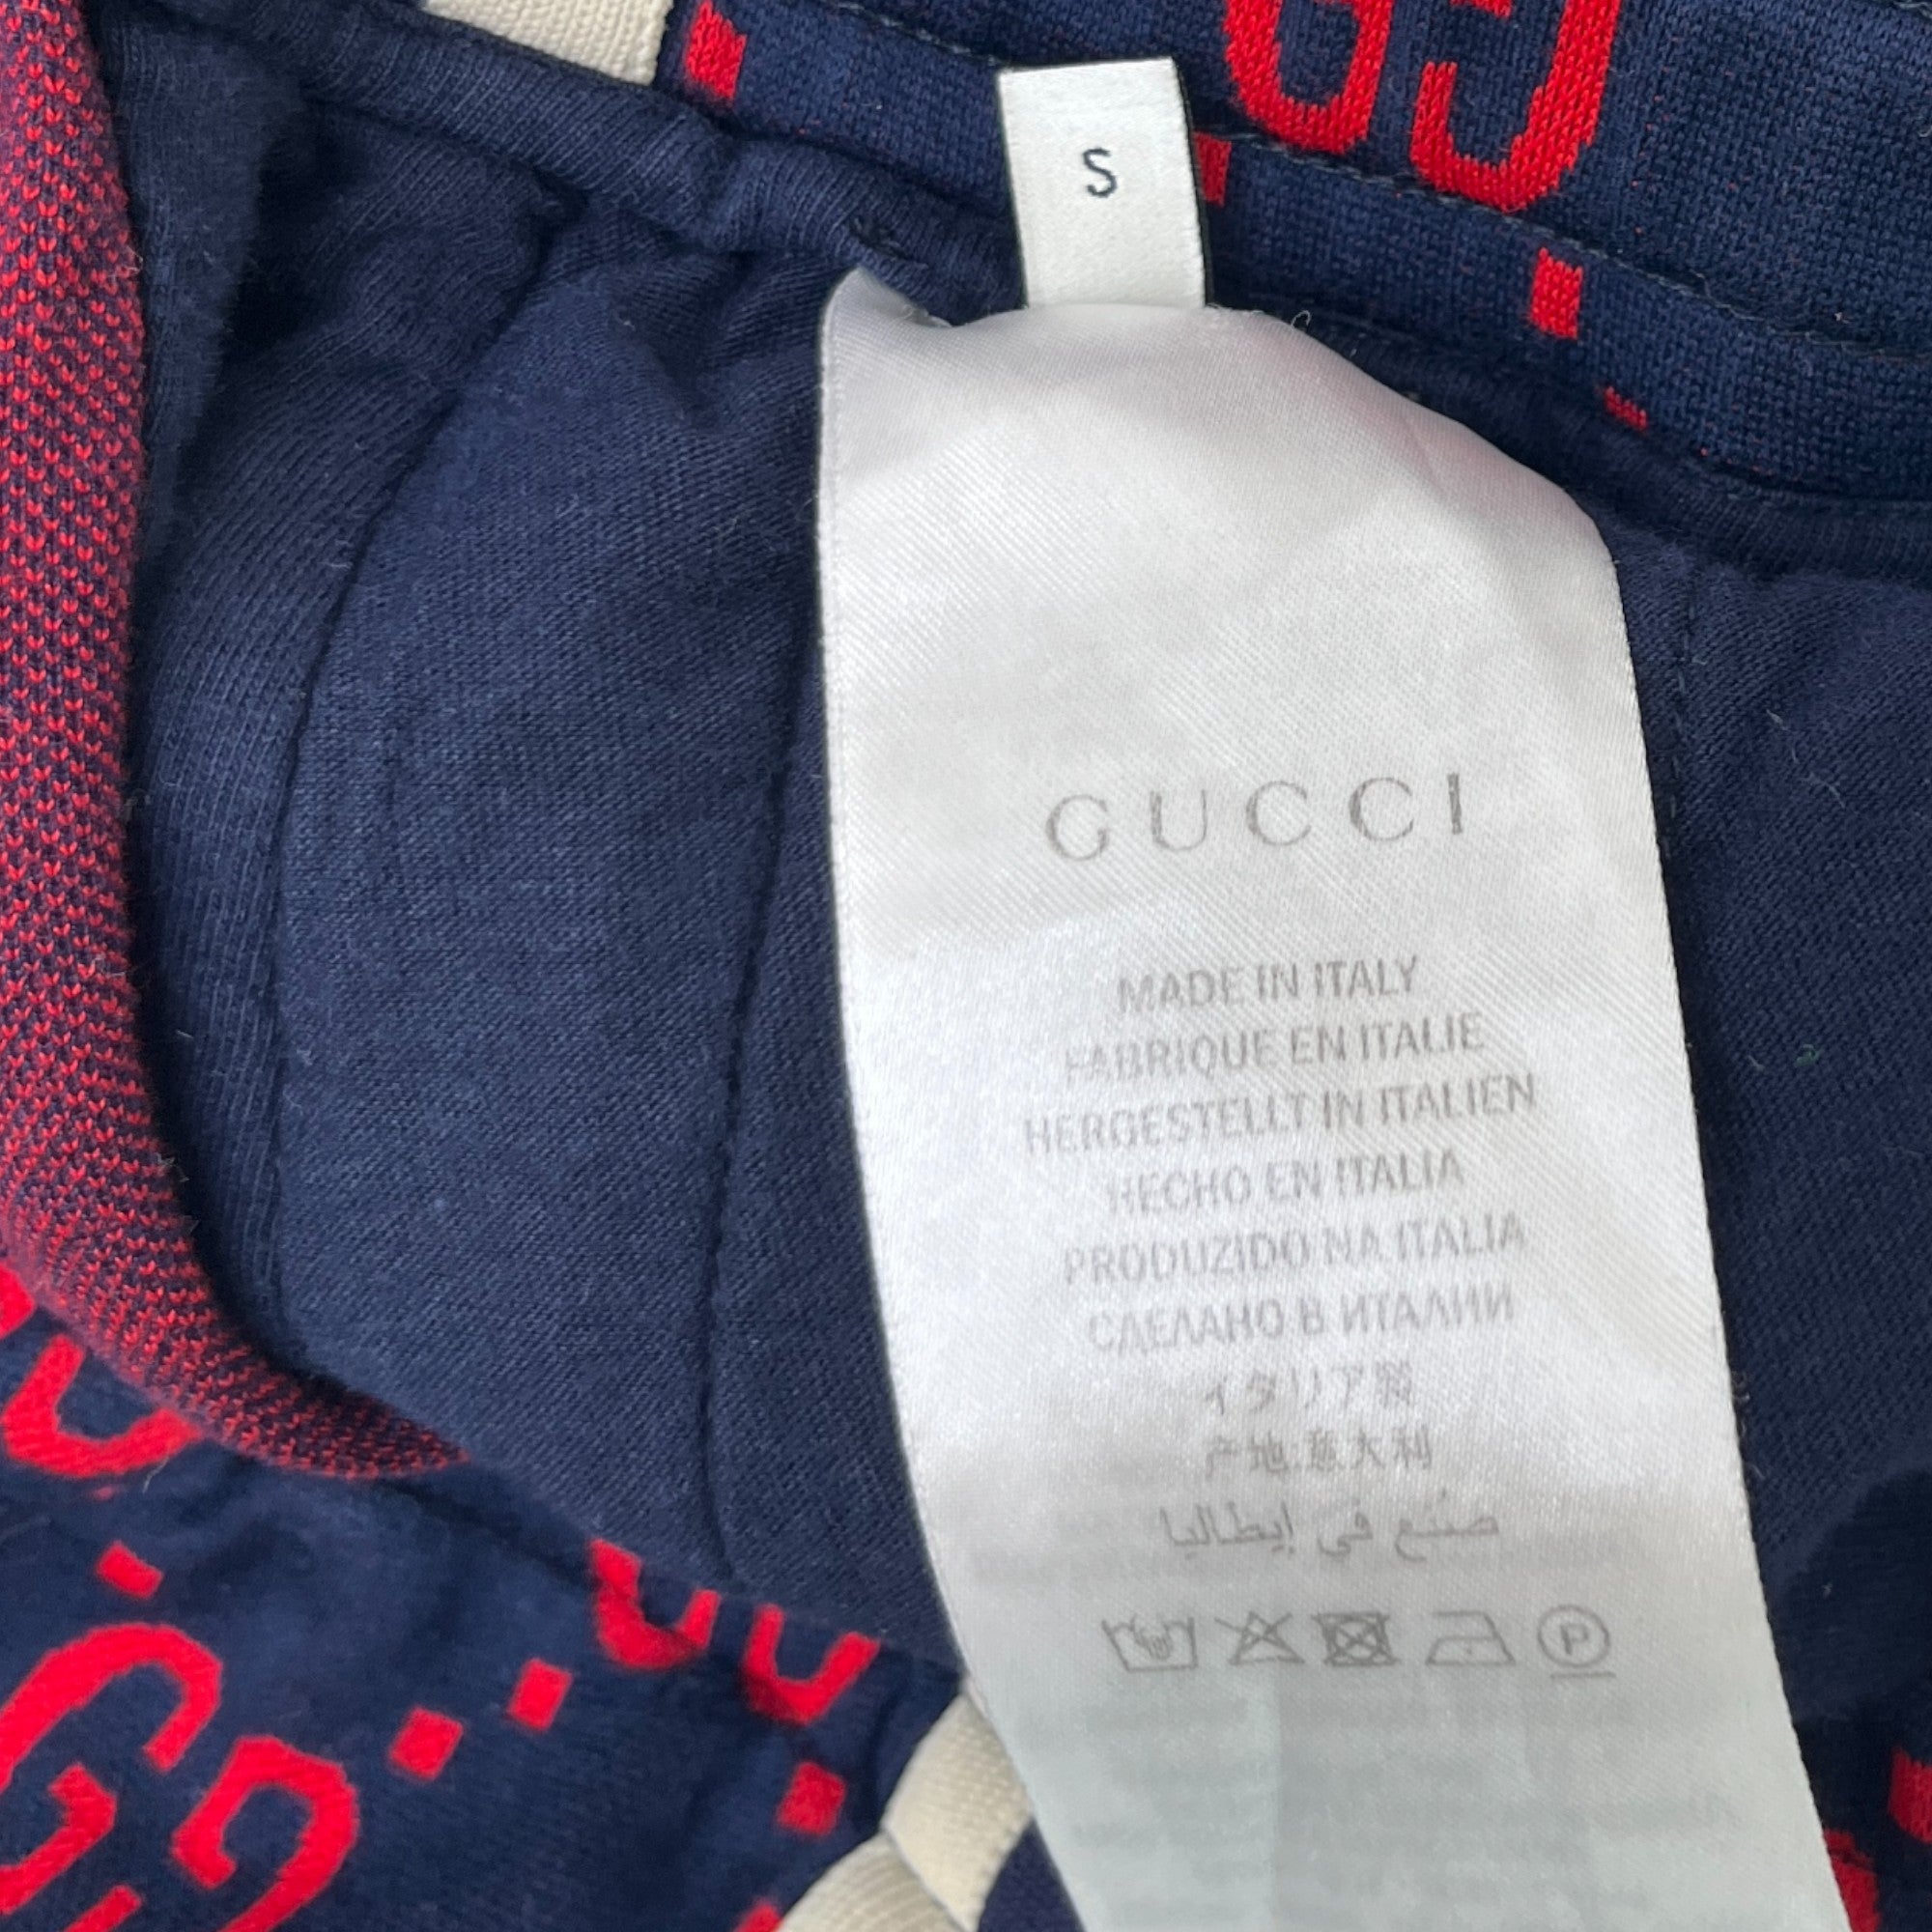 S
GUCCI
MADE IN ITALY
FABRIQUE EN ITALIE
HERGESTELLT IN ITALIEN
HECHO EN ITALIA
PRODUZIDO NA ITALIA
СДЕЛАНО В ИТАЛИИ
イタリア製
产地:意大利
صُنع في إيطاليا
P